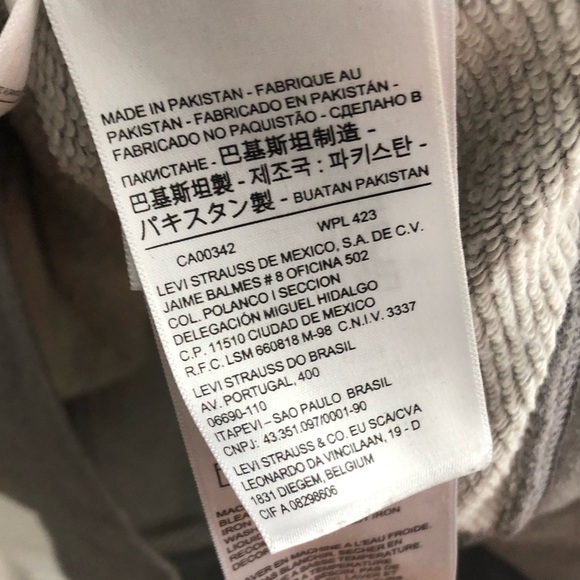 MADE IN PAKISTAN - FABRIQUE AU
PAKISTAN - FABRICADO EN PAKISTÁN -
FABRICADO NO PAQUISTÃO - СДЕЛАНО В
ПАКИСТАНЕ - 巴基斯坦制造 -
巴基斯坦製 - 제조국 : 파키스탄 -
パキスタン製 - BUATAN PAKISTAN
CA00342 WPL 423
LEVI STRAUSS DE MEXICO, S.A. DE C.V.
JAIME BALMES # 8 OFICINA 502
COL. POLANCO I SECCION
DELEGACIÓN MIGUEL HIDALGO
C.P. 11510 CIUDAD DE MEXICO
R.F.C. LSM 660818 M-98 C.N.I.V. 3337
LEVI STRAUSS DO BRASIL
AV. PORTUGAL, 400
06690-110
ITAPEVI – SAO PAULO BRASIL
CNPJ: 43.351.097/0001-90
LEVI STRAUSS & CO. EU SCA/CVA
LEONARDO DA VINCILAAN, 19 - D
1831 DIEGEM, BELGIUM
CIF A 08298606